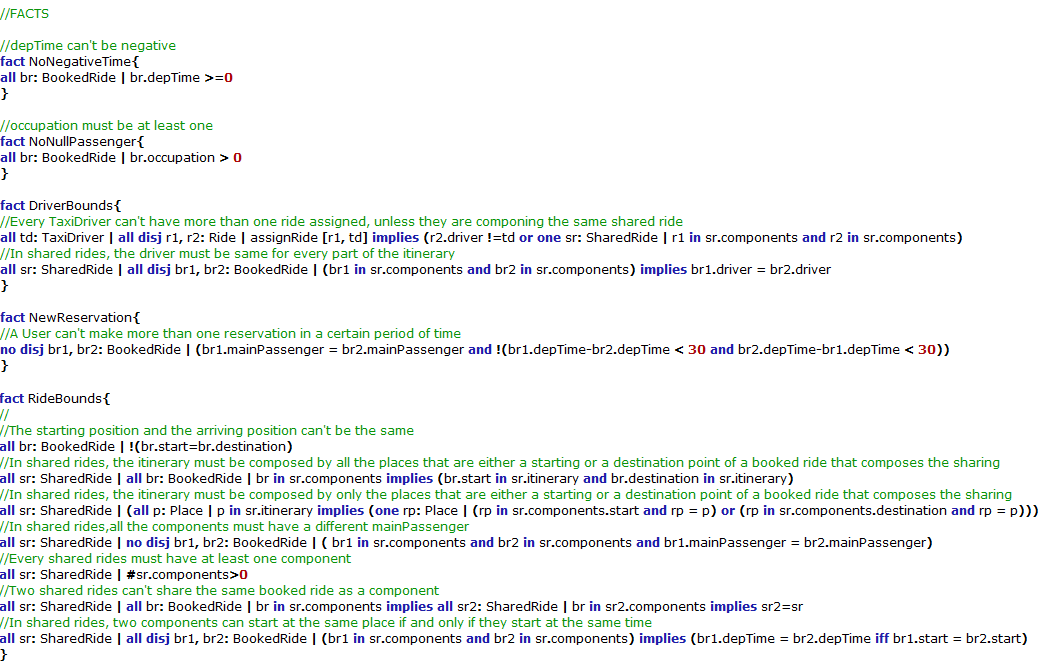 //FACTS
//depTime can't be negative
fact NoNegativeTime{
all br: BookedRide | br.depTime >=0
}
//occupation must be at least one
fact NoNullPassenger{
all br: BookedRide | br.occupation > 0
}
fact DriverBounds{
//Every TaxiDriver can't have more than one ride assigned, unless they are componing the same shared ride
all td: TaxiDriver | all disj r1, r2: Ride | assignRide [r1, td] implies (r2.driver !=td or one sr: SharedRide | r1 in sr.components and r2 in sr.components)
//In shared rides, the driver must be same for every part of the itinerary
all sr: SharedRide | all disj br1, br2: BookedRide | (br1 in sr.components and br2 in sr.components) implies br1.driver = br2.driver
}
fact NewReservation{
//A User can't make more than one reservation in a certain period of time
no disj br1, br2: BookedRide | (br1.mainPassenger = br2.mainPassenger and !(br1.depTime-br2.depTime < 30 and br2.depTime-br1.depTime < 30))
}
fact RideBounds{
//
//The starting position and the arriving position can't be the same
all br: BookedRide | !(br.start=br.destination)
//In shared rides, the itinerary must be composed by all the places that are either a starting or a destination point of a booked ride that composes the sharing
all sr: SharedRide | all br: BookedRide | br in sr.components implies (br.start in sr.itinerary and br.destination in sr.itinerary)
//In shared rides, the itinerary must be composed by only the places that are either a starting or a destination point of a booked ride that composes the sharing
all sr: SharedRide | (all p: Place | p in sr.itinerary implies (one rp: Place | (rp in sr.components.start and rp = p) or (rp in sr.components.destination and rp = p)))
//In shared rides,all the components must have a different mainPassenger
all sr: SharedRide | no disj br1, br2: BookedRide | ( br1 in sr.components and br2 in sr.components and br1.mainPassenger = br2.mainPassenger)
//Every shared rides must have at least one component
all sr: SharedRide | #sr.components>0
//Two shared rides can't share the same booked ride as a component
all sr: SharedRide | all br: BookedRide | br in sr.components implies all sr2: SharedRide | br in sr2.components implies sr2=sr
//In shared rides, two components can start at the same place if and only if they start at the same time
all sr: SharedRide | all disj br1, br2: BookedRide | (br1 in sr.components and br2 in sr.components) implies (br1.depTime = br2.depTime iff br1.start = br2.start)
}